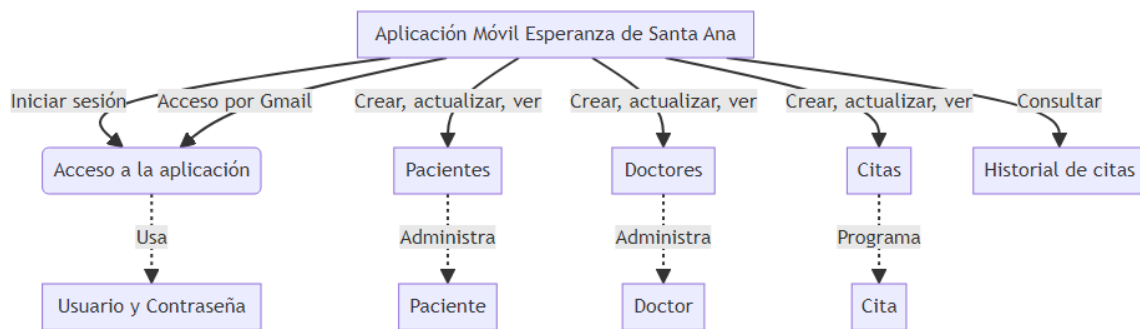 Aplicación Móvil Esperanza de Santa Ana
Iniciar sesión
Acceso por Gmail
Crear, actualizar, ver
Crear, actualizar, ver
Crear, actualizar, ver
Consultar
Acceso a la aplicación
Pacientes
Doctores
Citas
Historial de citas
Usa
Administra
Administra
Programa
Usuario y Contraseña
Paciente
Doctor
Cita